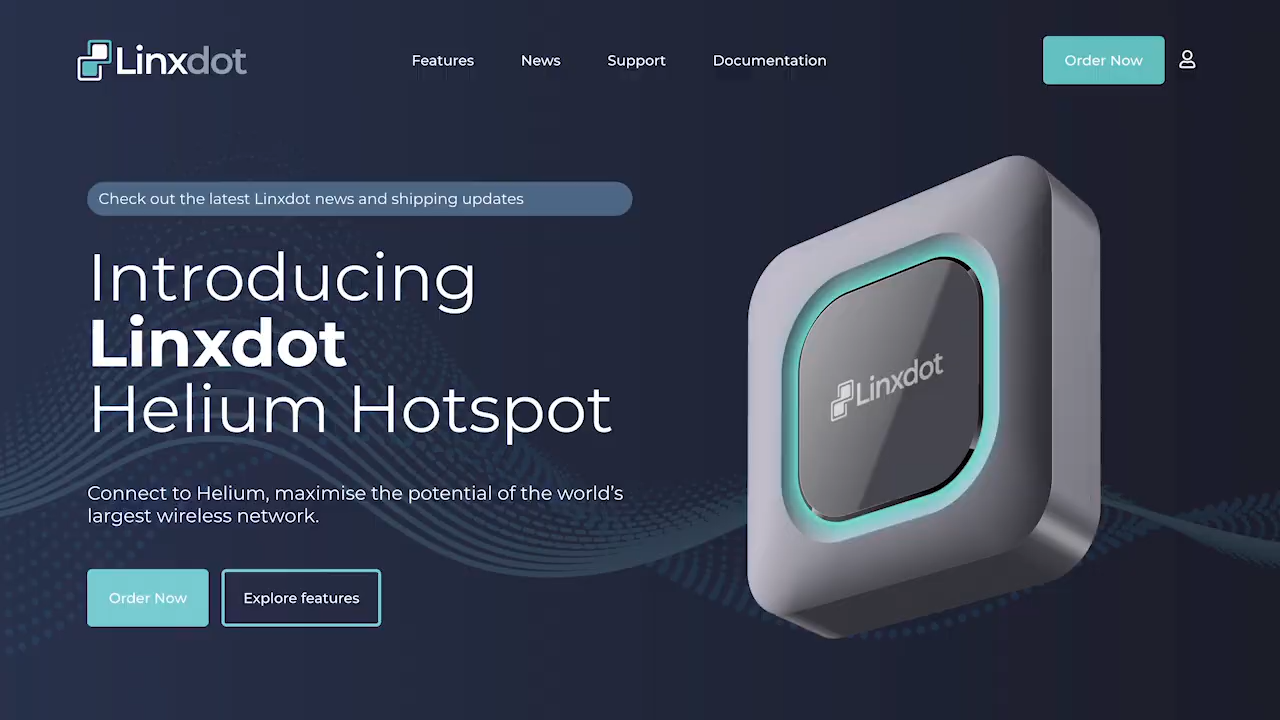 Linxdot
Features
News
Support
Documentation
Order Now
Check out the latest Linxdot news and shipping updates
Introducing
Linxdot
Helium Hotspot
Connect to Helium, maximise the potential of the world’s
largest wireless network.
Order Now
Explore features
Linxdot